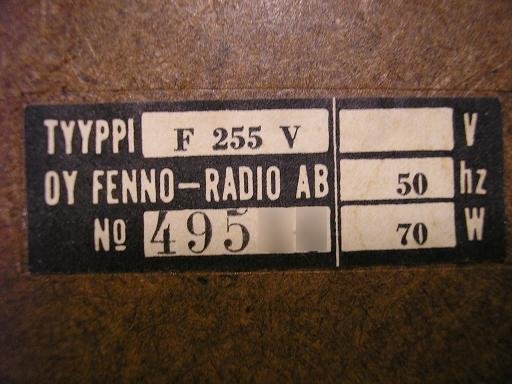 TYYPPI F 255 V V
OY FENNO-RADIO AB 50 hz
No 495 70 W